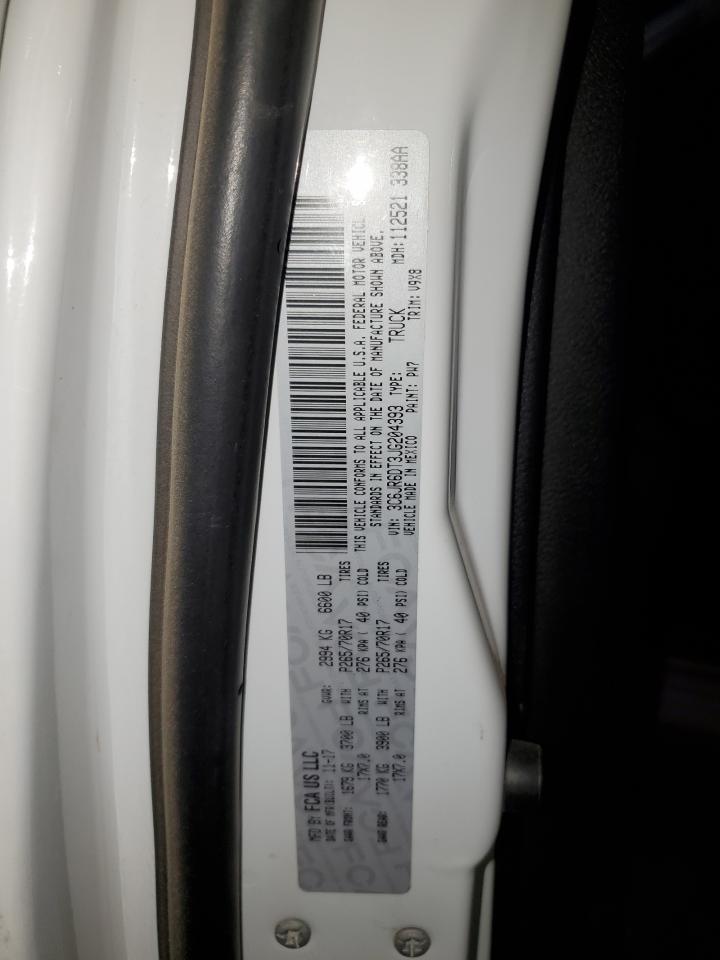 MFD BY FCA US LLC
DATE OF MFR(BUILT): 11-17 GVWR: 2994 KG 6600 LB
GAWR FRONT: 1679 KG 3700 LB WITH P265/70R17 TIRES
17X7.0 RIMS AT 276 KPA ( 40 PSI) COLD
GAWR REAR: 1770 KG 3900 LB WITH P265/70R17 TIRES
17X7.0 RIMS AT 276 KPA ( 40 PSI) COLD
THIS VEHICLE CONFORMS TO ALL APPLICABLE U.S.A. FEDERAL MOTOR VEHICLE
STANDARDS IN EFFECT ON THE DATE OF MANUFACTURE SHOWN ABOVE.
VIN: 3C6JR6DT3JG204393 TYPE: TRUCK MDH: 112521 338AA
VEHICLE MADE IN MEXICO PAINT: PW7 TRIM: V9X8